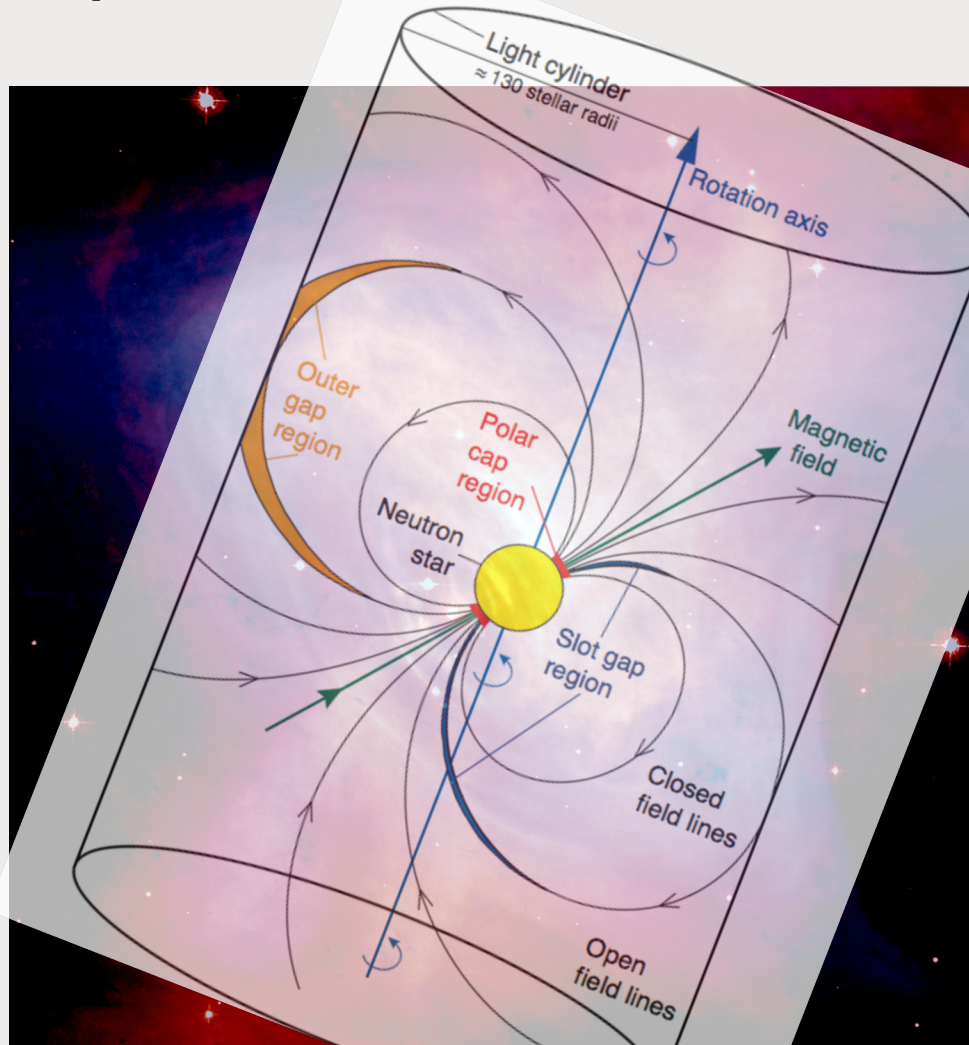 Light cylinder
≈ 130 stellar radii
Rotation axis
Outer
gap
region
Polar
cap
region
Magnetic
field
Neutron
star
Slot gap
region
Closed
field lines
Open
field lines